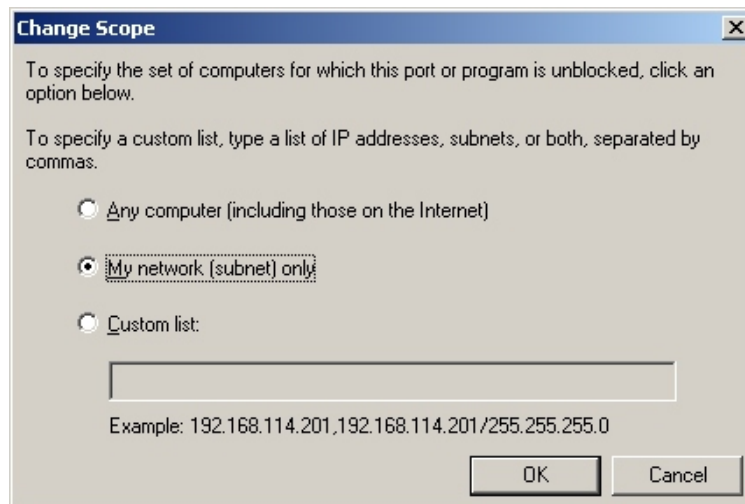 Change Scope
To specify the set of computers for which this port or program is unblocked, click an
option below.
To specify a custom list, type a list of IP addresses, subnets, or both, separated by
commas.
Any computer (including those on the Internet)
My network (subnet) only
Custom list:
Example: 192.168.114.201,192.168.114.201/255.255.255.0
OK
Cancel